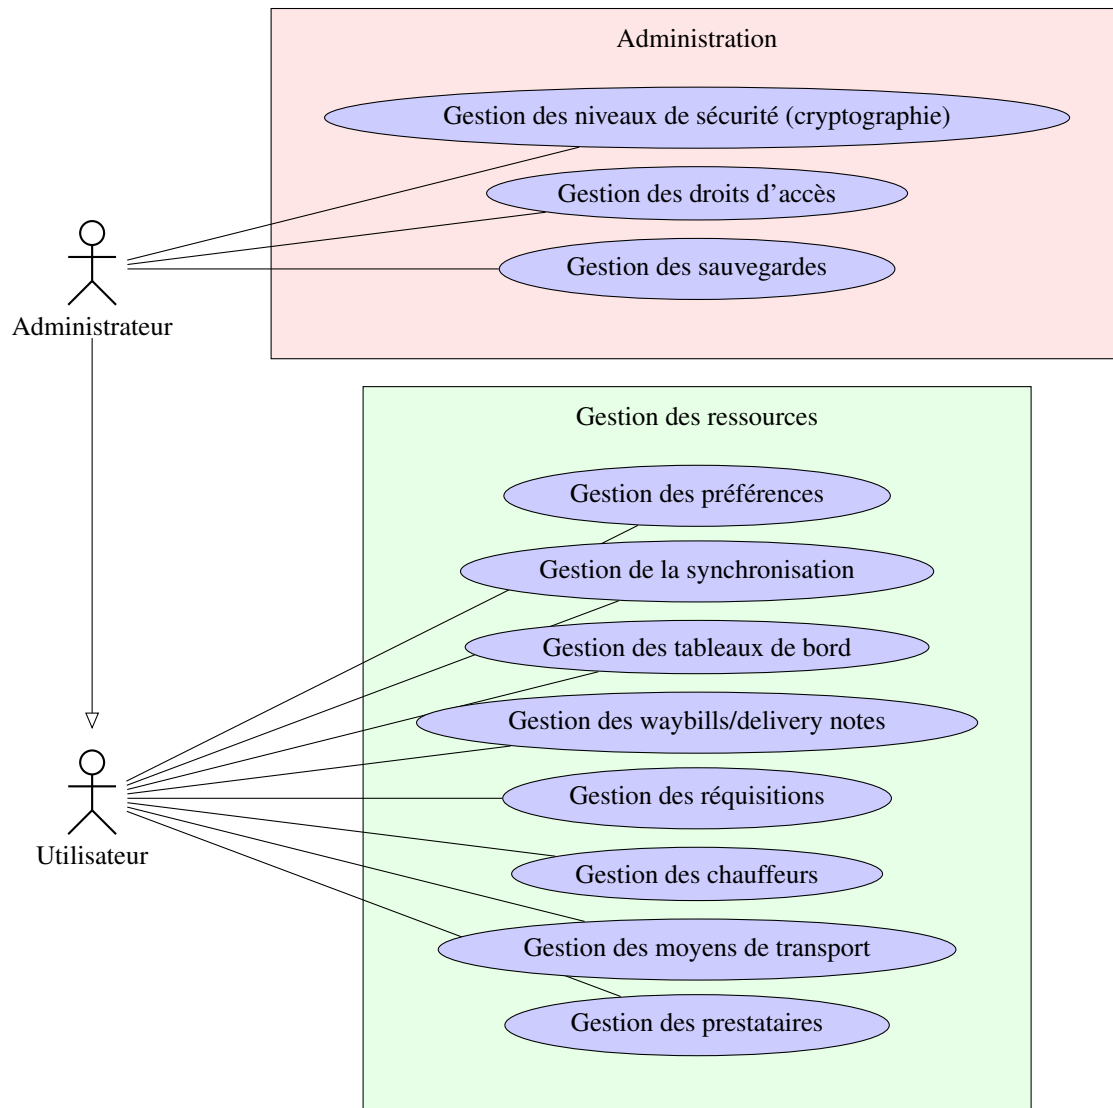 Administration
Gestion des niveaux de sécurité (cryptographie)
Gestion des droits d’accès
Gestion des sauvegardes
Administrateur
Gestion des ressources
Gestion des préférences
Gestion de la synchronisation
Gestion des tableaux de bord
Gestion des waybills/delivery notes
Gestion des réquisitions
Utilisateur
Gestion des chauffeurs
Gestion des moyens de transport
Gestion des prestataires